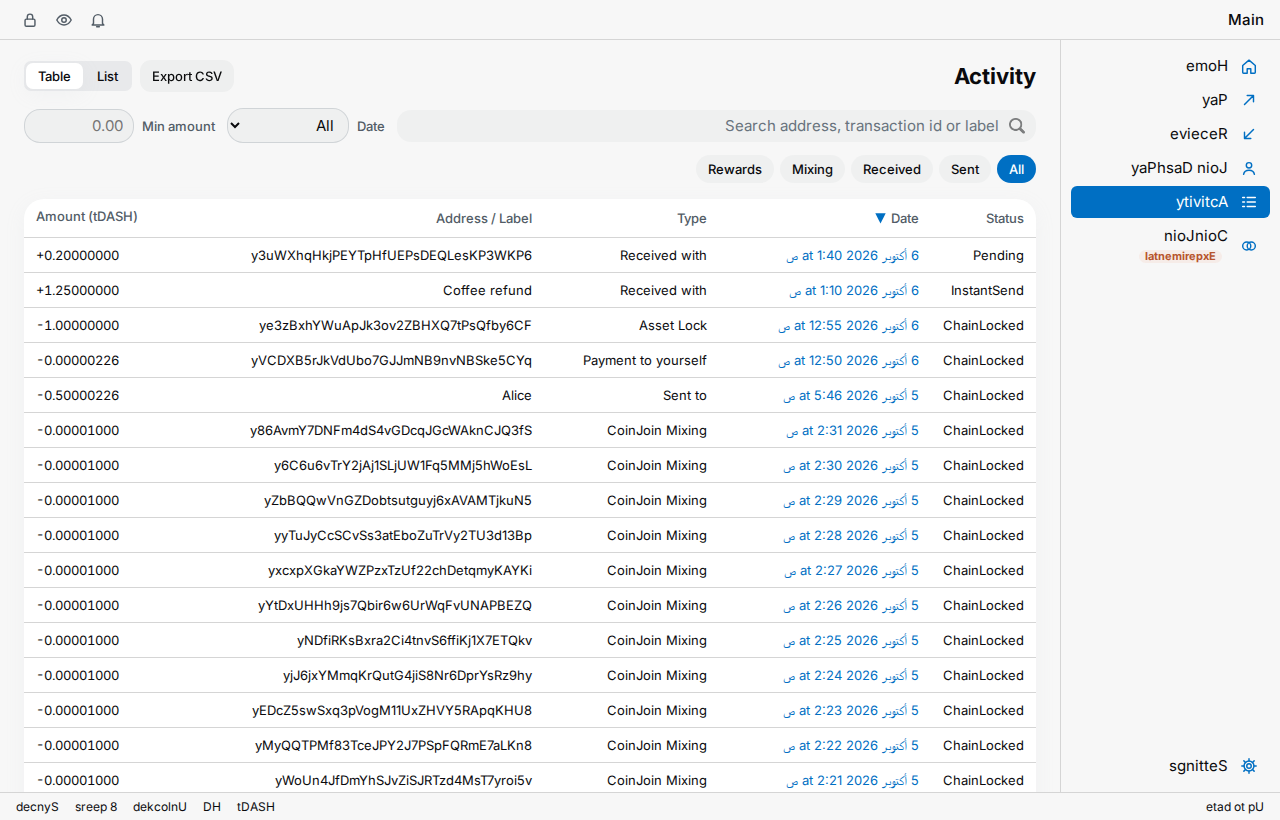 Main
emoH
yaP
evieceR
yaPhsaD nioJ
ytivitcA
nioJnioC
latnemirepxE
sgnitteS
Activity
Export CSV
List
Table
Search address, transaction id or label
Date
All
Min amount
0.00
All
Sent
Received
Mixing
Rewards
Status Date ▼ Type Address / Label Amount (tDASH)
Pending 6 أكتوبر 2026 at 1:40 ص Received with y3uWXhqHkjPEYTpHfUEPsDEQLesKP3WKP6 +0.20000000
InstantSend 6 أكتوبر 2026 at 1:10 ص Received with Coffee refund +1.25000000
ChainLocked 6 أكتوبر 2026 at 12:55 ص Asset Lock ye3zBxhYWuApJk3ov2ZBHXQ7tPsQfby6CF -1.00000000
ChainLocked 6 أكتوبر 2026 at 12:50 ص Payment to yourself yVCDXB5rJkVdUbo7GJJmNB9nvNBSke5CYq -0.00000226
ChainLocked 5 أكتوبر 2026 at 5:46 ص Sent to Alice -0.50000226
ChainLocked 5 أكتوبر 2026 at 2:31 ص CoinJoin Mixing y86AvmY7DNFm4dS4vGDcqJGcWAknCJQ3fS -0.00001000
ChainLocked 5 أكتوبر 2026 at 2:30 ص CoinJoin Mixing y6C6u6vTrY2jAj1SLjUW1Fq5MMj5hWoEsL -0.00001000
ChainLocked 5 أكتوبر 2026 at 2:29 ص CoinJoin Mixing yZbBQQwVnGZDobtsutguyj6xAVAMTjkuN5 -0.00001000
ChainLocked 5 أكتوبر 2026 at 2:28 ص CoinJoin Mixing yyTuJyCcSCvSs3atEboZuTrVy2TU3d13Bp -0.00001000
ChainLocked 5 أكتوبر 2026 at 2:27 ص CoinJoin Mixing yxcxpXGkaYWZPzxTzUf22chDetqmyKAYKi -0.00001000
ChainLocked 5 أكتوبر 2026 at 2:26 ص CoinJoin Mixing yYtDxUHHh9js7Qbir6w6UrWqFvUNAPBEZQ -0.00001000
ChainLocked 5 أكتوبر 2026 at 2:25 ص CoinJoin Mixing yNDfiRKsBxra2Ci4tnvS6ffiKj1X7ETQkv -0.00001000
ChainLocked 5 أكتوبر 2026 at 2:24 ص CoinJoin Mixing yjJ6jxYMmqKrQutG4jiS8Nr6DprYsRz9hy -0.00001000
ChainLocked 5 أكتوبر 2026 at 2:23 ص CoinJoin Mixing yEDcZ5swSxq3pVogM11UxZHVY5RApqKHU8 -0.00001000
ChainLocked 5 أكتوبر 2026 at 2:22 ص CoinJoin Mixing yMyQQTPMf83TceJPY2J7PSpFQRmE7aLKn8 -0.00001000
ChainLocked 5 أكتوبر 2026 at 2:21 ص CoinJoin Mixing yWoUn4JfDmYhSJvZiSJRTzd4MsT7yroi5v -0.00001000
etad ot pU
tDASH
DH
dekcolnU
sreep 8
decnyS